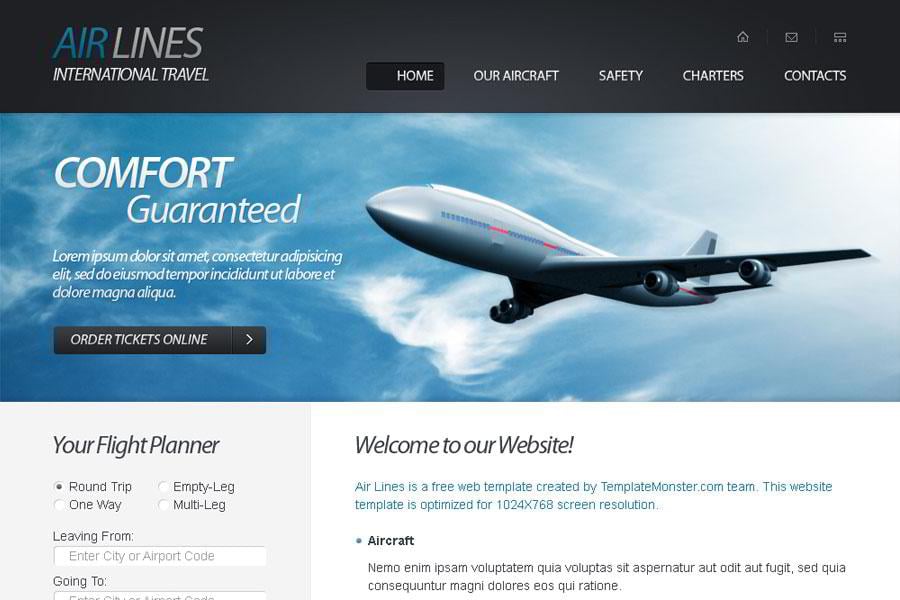 AIR LINES
INTERNATIONAL TRAVEL
HOME OUR AIRCRAFT SAFETY CHARTERS CONTACTS
COMFORT
Guaranteed
Lorem ipsum dolor sit amet, consectetur adipisicing
elit, sed do eiusmod tempor incididunt ut labore et
dolore magna aliqua.
ORDER TICKETS ONLINE
Your Flight Planner
Round Trip Empty-Leg
One Way Multi-Leg
Leaving From:
Enter City or Airport Code
Going To:
Enter City or Airport Code
Welcome to our Website!
Air Lines is a free web template created by TemplateMonster.com team. This website
template is optimized for 1024X768 screen resolution.
Aircraft
Nemo enim ipsam voluptatem quia voluptas sit aspernatur aut odit aut fugit, sed quia
consequuntur magni dolores eos qui ratione.